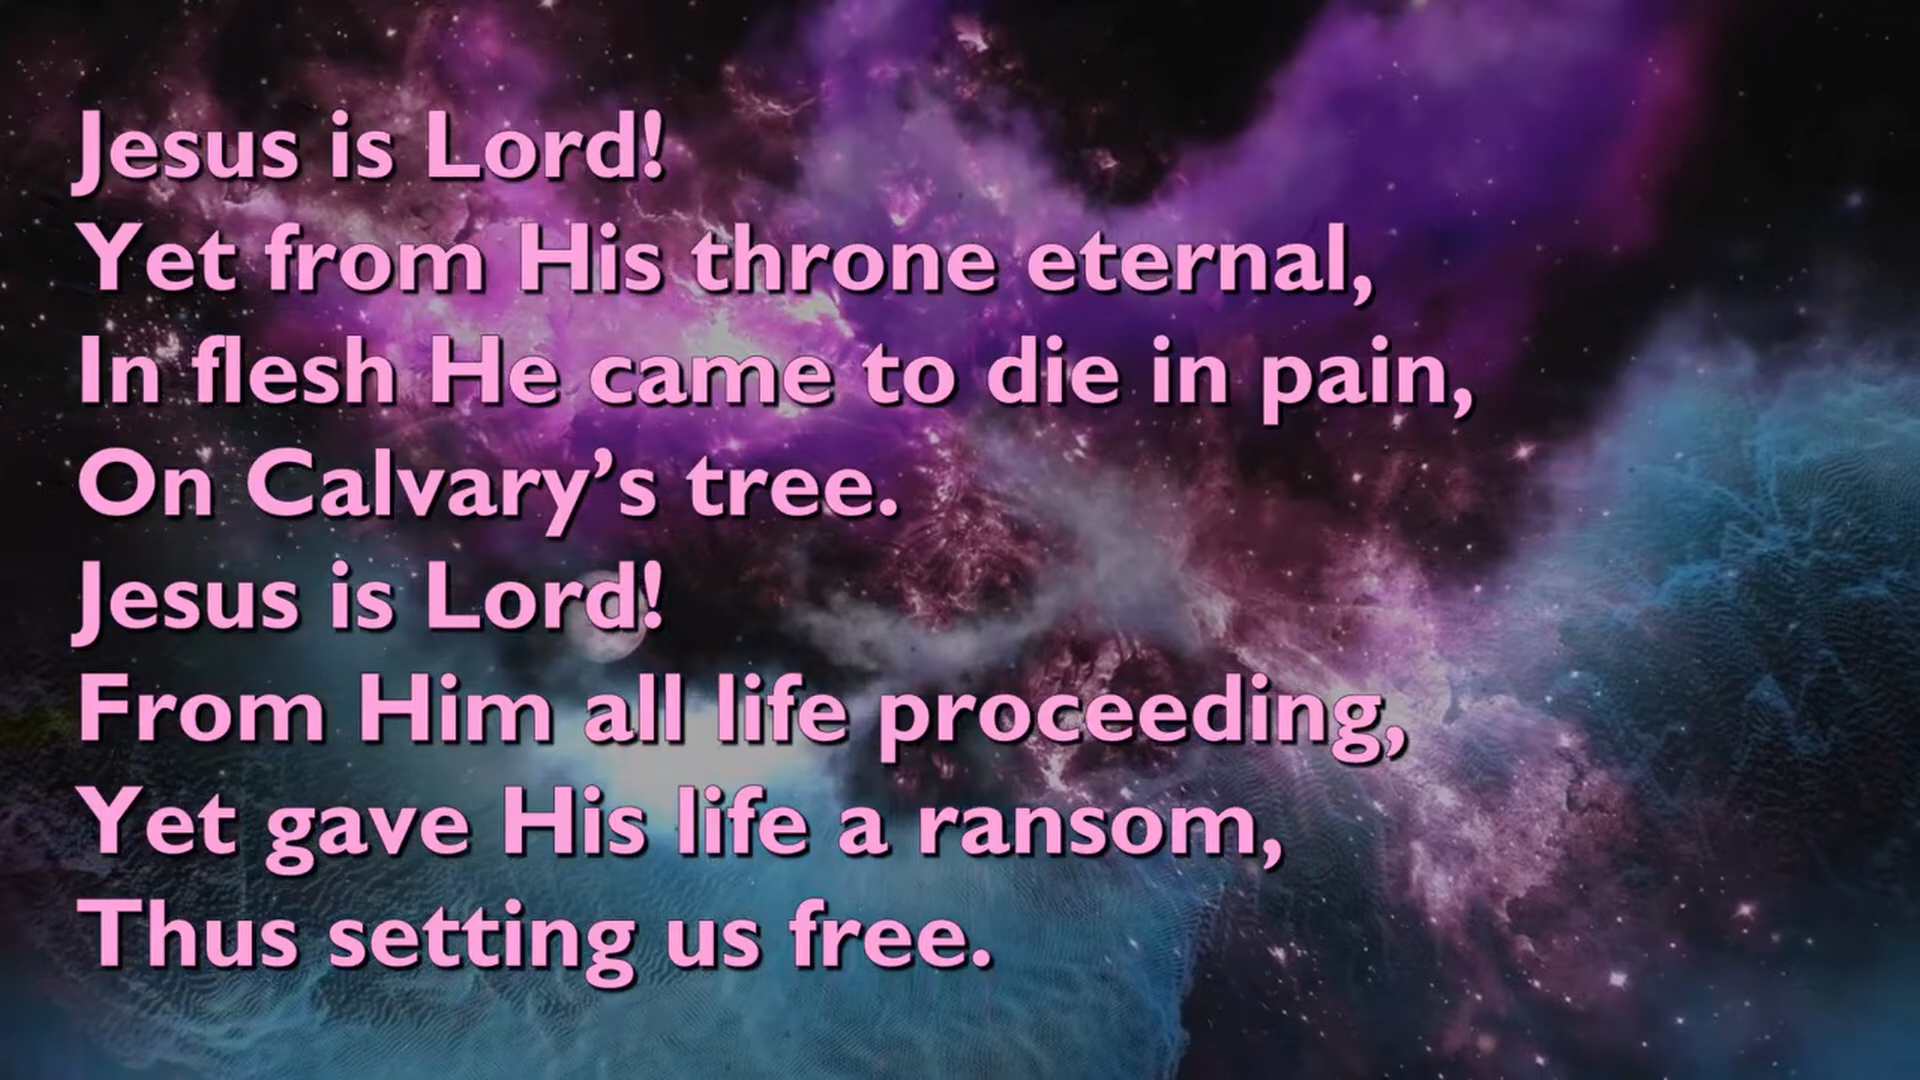 Jesus is Lord!
Yet from His throne eternal,
In flesh He came to die in pain,
On Calvary’s tree.
Jesus is Lord!
From Him all life proceeding,
Yet gave His life a ransom,
Thus setting us free.